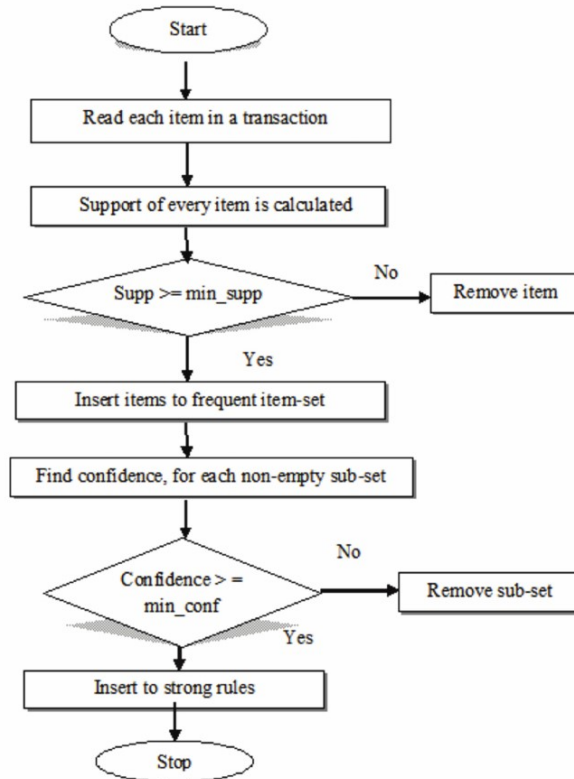 Start
Read each item in a transaction
Support of every item is calculated
No
Supp >= min_supp
Remove item
Yes
Insert items to frequent item-set
Find confidence, for each non-empty sub-set
No
Confidence > =
min_conf
Remove sub-set
Yes
Insert to strong rules
Stop